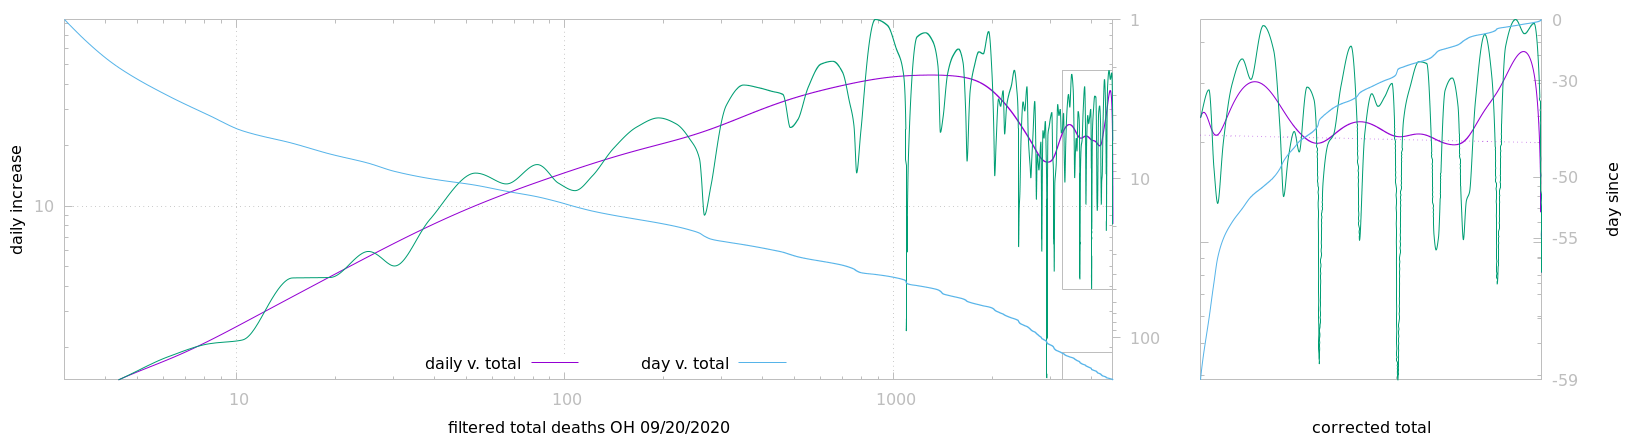 daily increase
10
daily v. total
day v. total
10
100
1000
filtered total deaths OH 09/20/2020
1
10
100
0
-30
-50
-55
-59
day since
corrected total